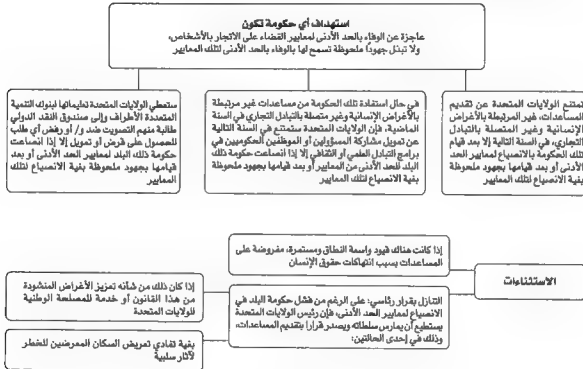 استهداف أي حكومة تكون
عاجزة عن الوفاء بالحد الأدنى لمعايير القضاء على الاتجار بالأشخاص،
ولا تبذل جهودًا ملحوظة تسمح لها بالوفاء بالحد الأدنى لتلك المعايير
تمتنع الولايات المتحدة عن تقديم
المساعدات، غير المرتبطة بالأغراض
الإنسانية وغير المتصلة بالتبادل
التجاري، في السنة التالية إلا بعد قيام
تلك الحكومة بالانصياع لمعايير الحد
الأدنى أو بعد قيامها بجهود ملحوظة
بغية الانصياع لتلك المعايير
في حال استفادة تلك الحكومة من مساعدات غير مرتبطة
بالأغراض الإنسانية وغير متصلة بالتبادل التجاري في السنة
الماضية، فإن الولايات المتحدة ستمتنع في السنة التالية
عن تمويل مشاركة المسؤولين أو الموظفين الحكوميين في
برامج التبادل العلمي أو الثقافي إلا إذا انصاعت حكومة ذلك
البلد للحد الأدنى من المعايير أو بعد قيامها بجهود ملحوظة
بغية الانصياع لتلك المعايير
ستعطي الولايات المتحدة تعليماتها لبنوك التنمية
المتعددة الأطراف وإلى صندوق النقد الدولي
طالبة منهم التصويت ضد و/ أو رفض أي طلب
للحصول على قرض أو تمويل إلا إذا انصاعت
حكومة ذلك البلد لمعايير الحد الأدنى أو بعد
قيامها بجهود ملحوظة بغية الانصياع لتلك
المعايير
الاستثناءات
إذا كانت هناك قيود واسعة النطاق ومستمرة، مفروضة على
المساعدات بسبب انتهاكات حقوق الإنسان
التنازل بقرار رئاسي: على الرغم من فشل حكومة البلد في
الانصياع لمعايير الحد الأدنى، فإن رئيس الولايات المتحدة
يستطيع أن يمارس سلطاته ويصدر قرارا بتقديم المساعدات،
وذلك في إحدى الحالتين:
إذا كان ذلك من شأنه تعزيز الأغراض المنشودة
من هذا القانون أو خدمة للمصلحة الوطنية
للولايات المتحدة
بغية تفادي تعريض السكان المعرضين للخطر
لآثار سلبية